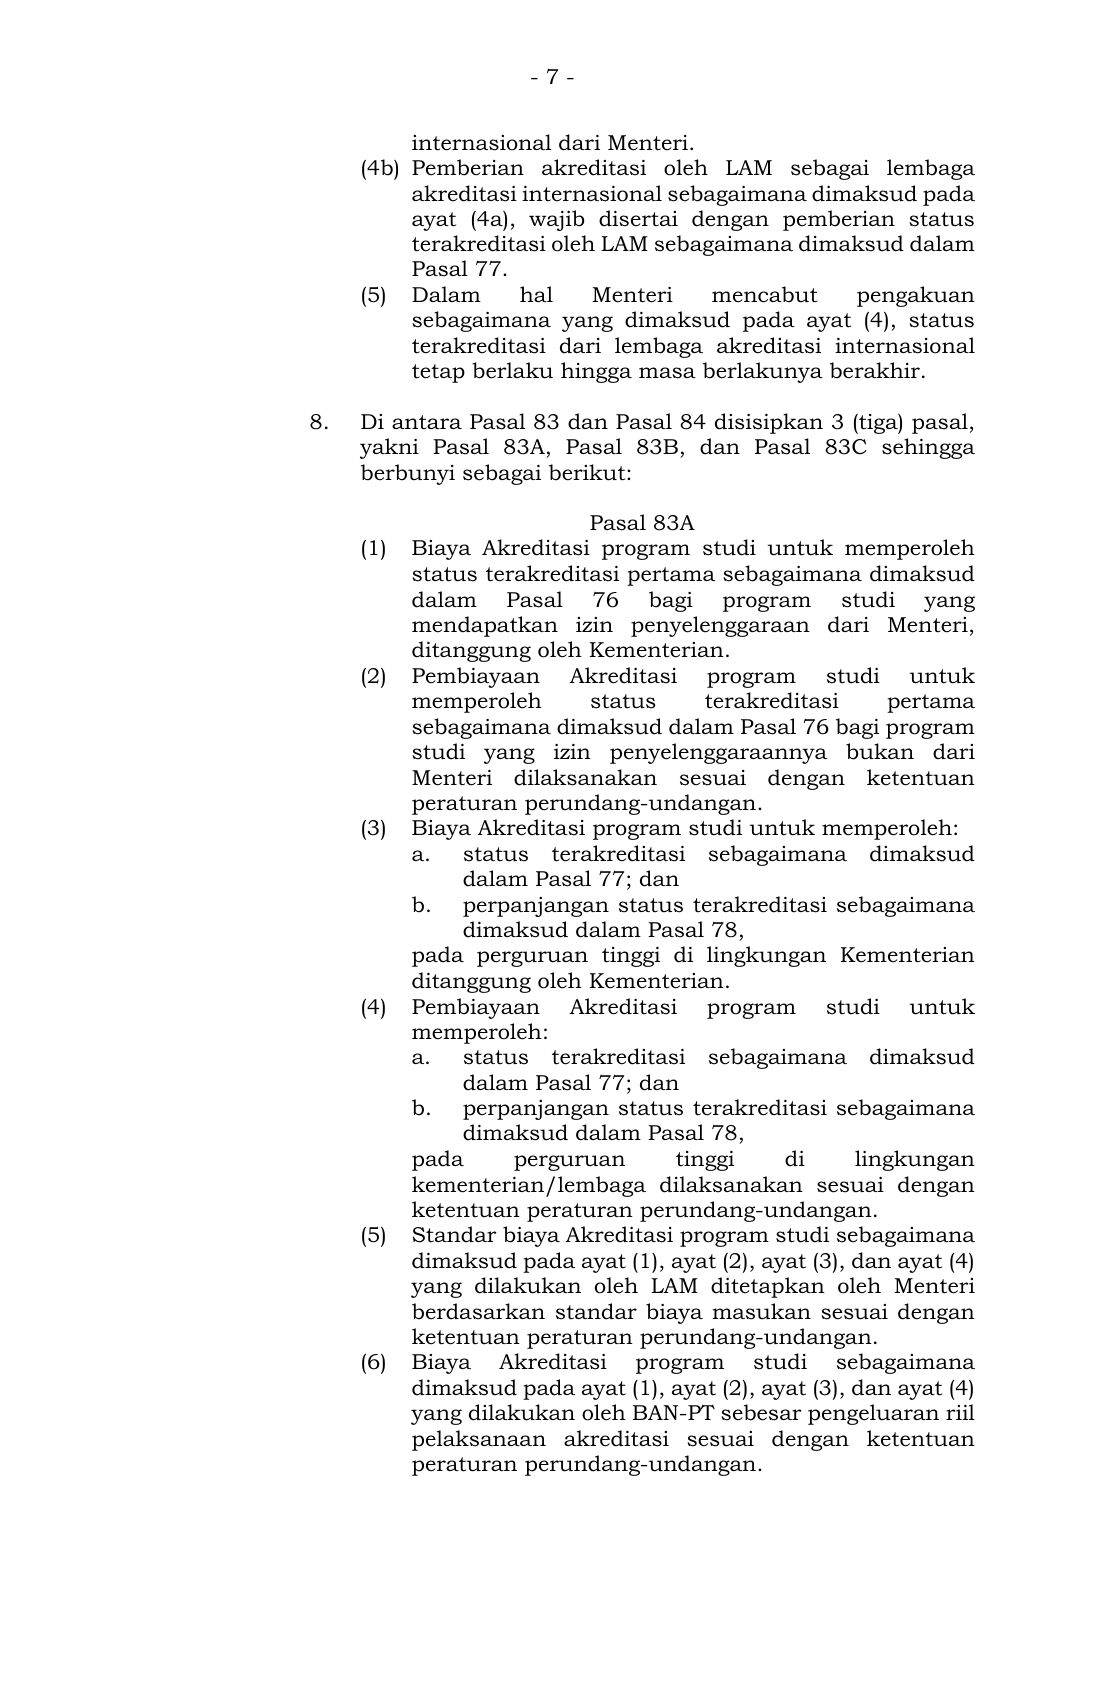 - 7 -
internasional dari Menteri.
(4b) Pemberian akreditasi oleh LAM sebagai lembaga
akreditasi internasional sebagaimana dimaksud pada
ayat (4a), wajib disertai dengan pemberian status
terakreditasi oleh LAM sebagaimana dimaksud dalam
Pasal 77.
(5) Dalam hal Menteri mencabut pengakuan
sebagaimana yang dimaksud pada ayat (4), status
terakreditasi dari lembaga akreditasi internasional
tetap berlaku hingga masa berlakunya berakhir.
8. Di antara Pasal 83 dan Pasal 84 disisipkan 3 (tiga) pasal,
yakni Pasal 83A, Pasal 83B, dan Pasal 83C sehingga
berbunyi sebagai berikut:
Pasal 83A
(1) Biaya Akreditasi program studi untuk memperoleh
status terakreditasi pertama sebagaimana dimaksud
dalam Pasal 76 bagi program studi yang
mendapatkan izin penyelenggaraan dari Menteri,
ditanggung oleh Kementerian.
(2) Pembiayaan Akreditasi program studi untuk
memperoleh status terakreditasi pertama
sebagaimana dimaksud dalam Pasal 76 bagi program
studi yang izin penyelenggaraannya bukan dari
Menteri dilaksanakan sesuai dengan ketentuan
peraturan perundang-undangan.
(3) Biaya Akreditasi program studi untuk memperoleh:
a. status terakreditasi sebagaimana dimaksud
dalam Pasal 77; dan
b. perpanjangan status terakreditasi sebagaimana
dimaksud dalam Pasal 78,
pada perguruan tinggi di lingkungan Kementerian
ditanggung oleh Kementerian.
(4) Pembiayaan Akreditasi program studi untuk
memperoleh:
a. status terakreditasi sebagaimana dimaksud
dalam Pasal 77; dan
b. perpanjangan status terakreditasi sebagaimana
dimaksud dalam Pasal 78,
pada perguruan tinggi di lingkungan
kementerian/lembaga dilaksanakan sesuai dengan
ketentuan peraturan perundang-undangan.
(5) Standar biaya Akreditasi program studi sebagaimana
dimaksud pada ayat (1), ayat (2), ayat (3), dan ayat (4)
yang dilakukan oleh LAM ditetapkan oleh Menteri
berdasarkan standar biaya masukan sesuai dengan
ketentuan peraturan perundang-undangan.
(6) Biaya Akreditasi program studi sebagaimana
dimaksud pada ayat (1), ayat (2), ayat (3), dan ayat (4)
yang dilakukan oleh BAN-PT sebesar pengeluaran riil
pelaksanaan akreditasi sesuai dengan ketentuan
peraturan perundang-undangan.